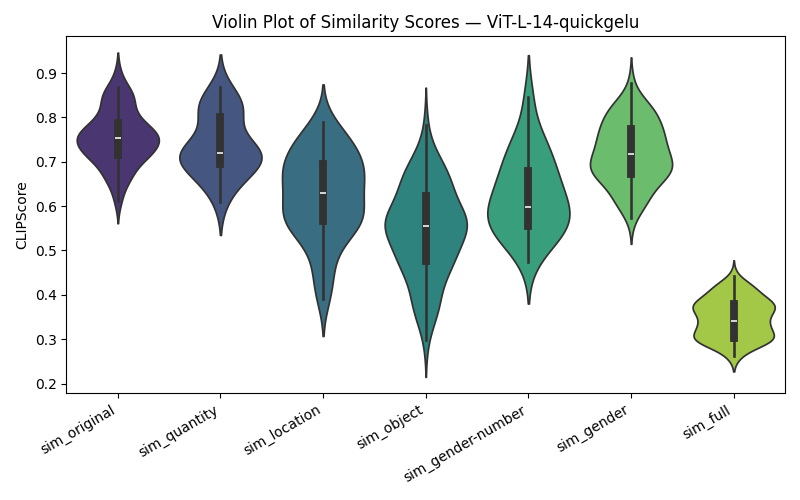 Violin Plot of Similarity Scores — ViT-L-14-quickgelu
CLIPScore
0.9
0.8
0.7
0.6
0.5
0.4
0.3
0.2
sim_original
sim_quantity
sim_location
sim_object
sim_gender-number
sim_gender
sim_full